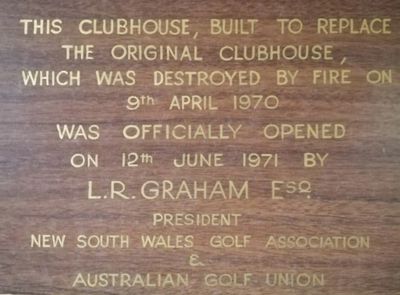 THIS CLUBHOUSE, BUILT TO REPLACE
THE ORIGINAL CLUBHOUSE,
WHICH WAS DESTROYED BY FIRE ON
9th APRIL 1970
WAS OFFICIALLY OPENED
ON 12th JUNE 1971 BY
L.R. GRAHAM ESQ.
PRESIDENT
NEW SOUTH WALES GOLF ASSOCIATION
&
AUSTRALIAN GOLF UNION